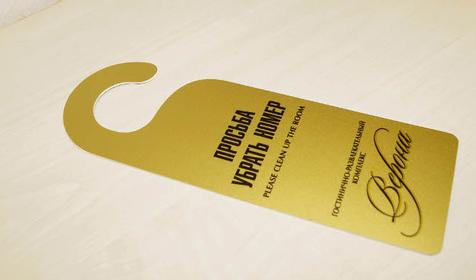 ПРОСЬБА
УБРАТЬ НОМЕР
PLEASE CLEAN UP THE ROOM
ГОСТИНИЧНО-РАЗВЛЕКАТЕЛЬНЫЙ
КОМПЛЕКС
Верона